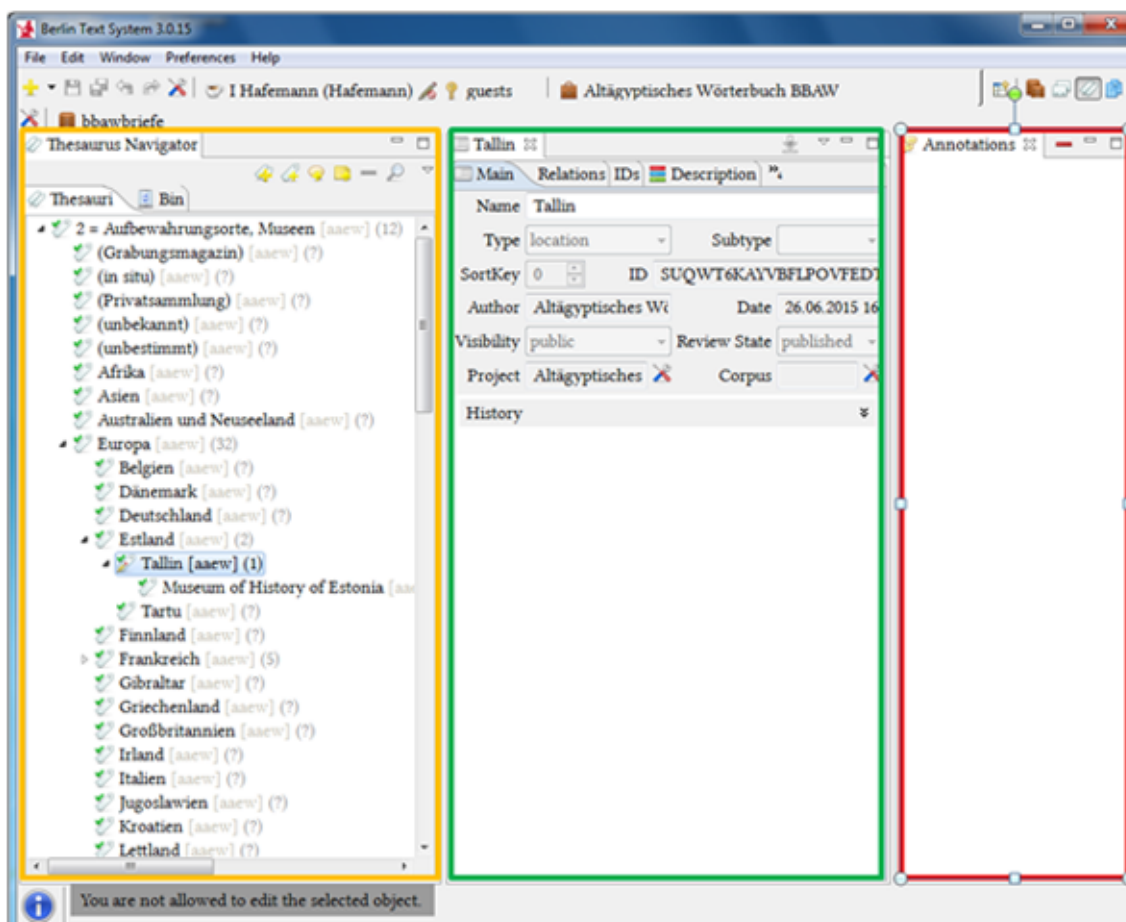 Berlin Text System 3.0.15
File Edit Window Preferences Help
I Hafemann (Hafemann) guests Altägyptisches Wörterbuch BBAW
bbawbriefe
Thesaurus Navigator
Thesauri Bin
2 = Aufbewahrungsorte, Museen [aaew] (12)
(Grabungsmagazin) [aaew] (?)
(in situ) [aaew] (?)
(Privatsammlung) [aaew] (?)
(unbekannt) [aaew] (?)
(unbestimmt) [aaew] (?)
Afrika [aaew] (?)
Asien [aaew] (?)
Australien und Neuseeland [aaew] (?)
Europa [aaew] (32)
Belgien [aaew] (?)
Dänemark [aaew] (?)
Deutschland [aaew] (?)
Estland [aaew] (2)
Tallin [aaew] (1)
Museum of History of Estonia [aae
Tartu [aaew] (?)
Finnland [aaew] (?)
Frankreich [aaew] (5)
Gibraltar [aaew] (?)
Griechenland [aaew] (?)
Großbritannien [aaew] (?)
Irland [aaew] (?)
Italien [aaew] (?)
Jugoslawien [aaew] (?)
Kroatien [aaew] (?)
Lettland [aaew] (?)
Tallin
Main Relations IDs Description »4
Name Tallin
Type location Subtype
SortKey 0 ID SUQWT6KAYVBFLPOVFEDT
Author Altägyptisches Wö Date 26.06.2015 16
Visibility public Review State published
Project Altägyptisches Corpus
History
Annotations
You are not allowed to edit the selected object.